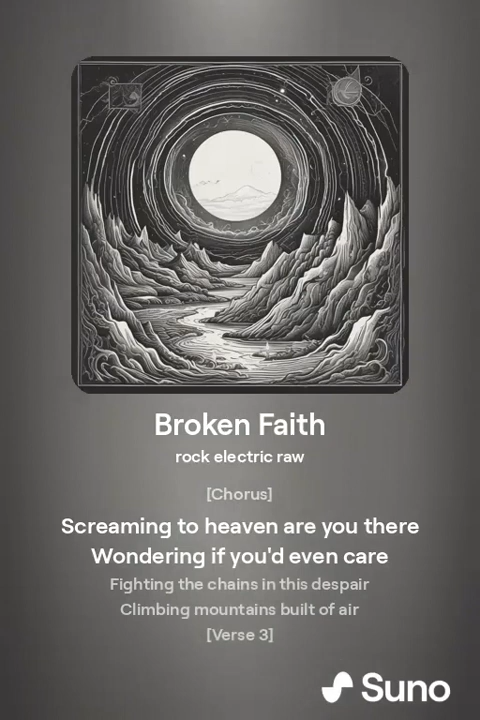 Broken Faith
rock electric raw
[Chorus]
Screaming to heaven are you there
Wondering if you'd even care
Fighting the chains in this despair
Climbing mountains built of air
[Verse 3]
Suno